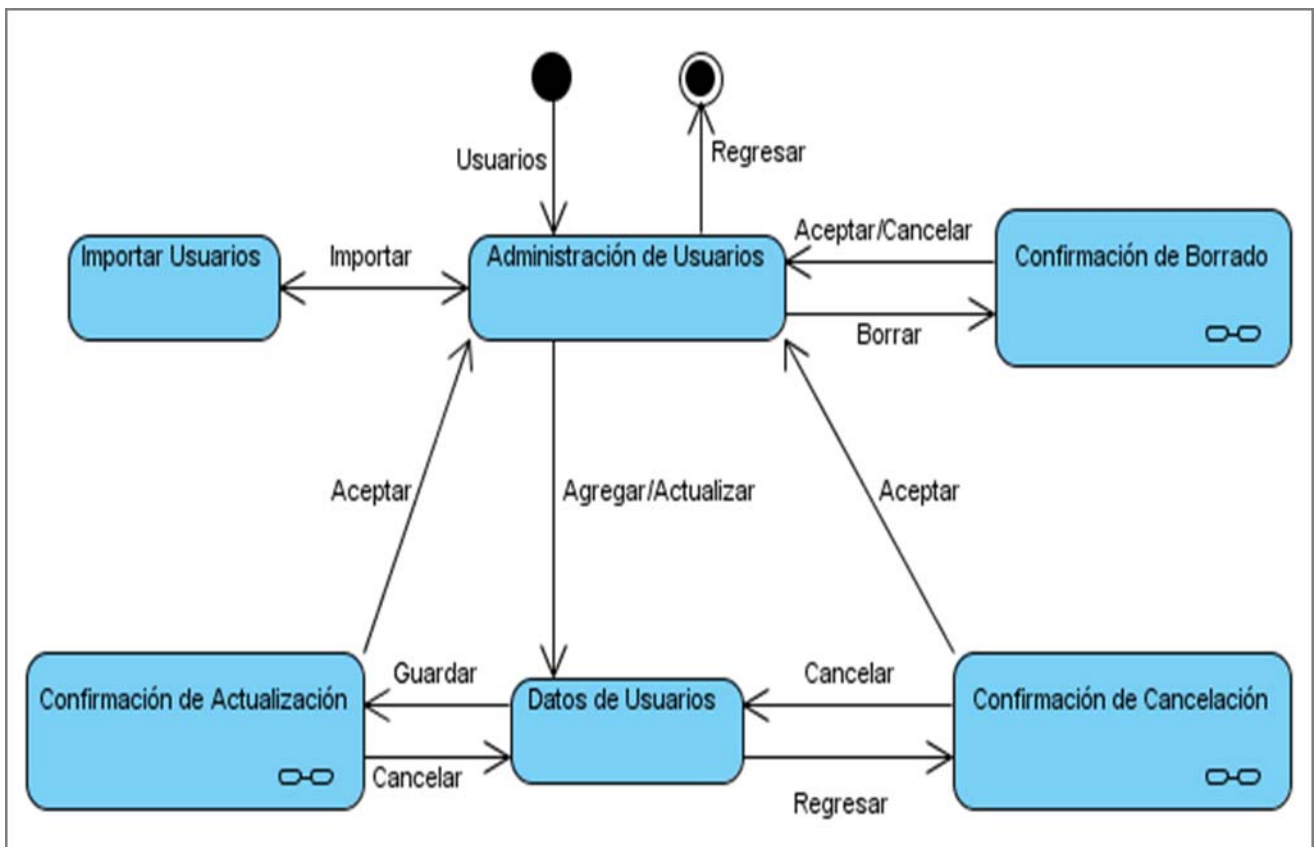 Usuarios
Regresar
Importar Usuarios
Importar
Administración de Usuarios
Aceptar/Cancelar
Confirmación de Borrado
Borrar
Aceptar
Agregar/Actualizar
Aceptar
Confirmación de Actualización
Guardar
Datos de Usuarios
Cancelar
Confirmación de Cancelación
Cancelar
Regresar